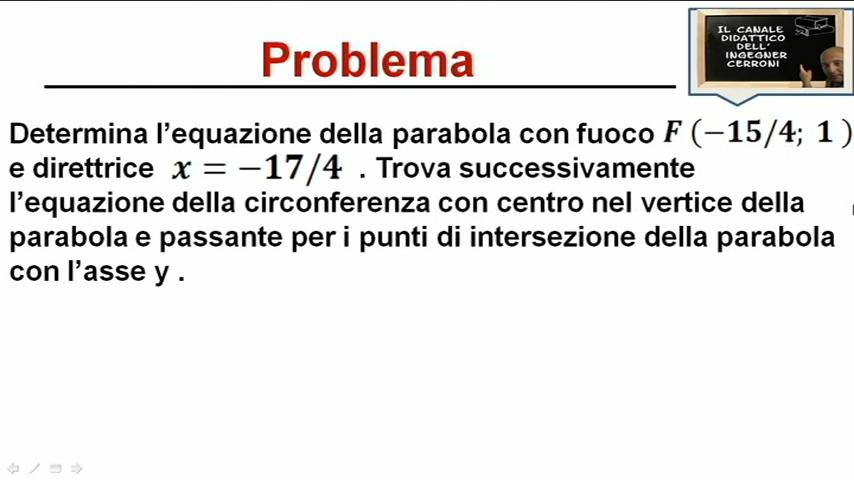 IL CANALE
DIDATTICO
DELL'
INGEGNER
CERRONI
Problema
Determina l'equazione della parabola con fuoco F (−15/4; 1 )
e direttrice x = −17/4 . Trova successivamente
l'equazione della circonferenza con centro nel vertice della
parabola e passante per i punti di intersezione della parabola
con l'asse y .